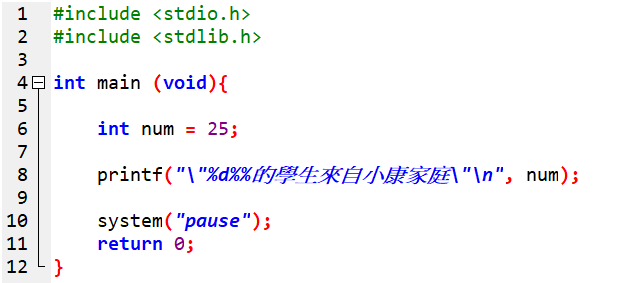 1 #include <stdio.h>
2 #include <stdlib.h>
3
4 int main (void){
5
6 int num = 25;
7
8 printf("\"%d%%的學生來自小康家庭\"\n", num);
9
10 system("pause");
11 return 0;
12 }